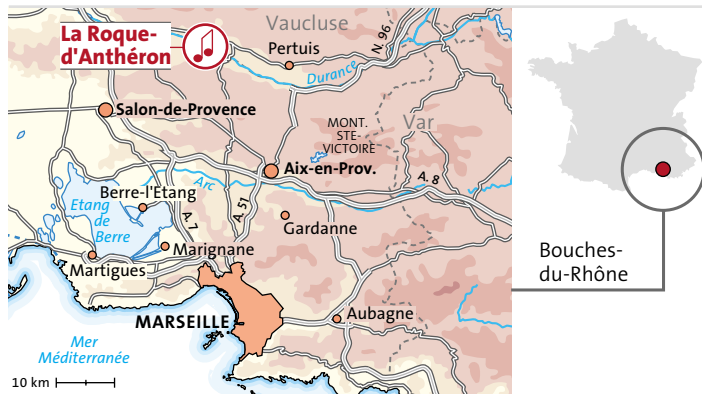 La Roque-
d'Anthéron
Vaucluse
Pertuis
N. 96
Durance
Salon-de-Provence
MONT.
STE-
VICTOIRE
Var
Aix-en-Prov.
A. 8
Arc
Berre-l'Etang
A. 51
Etang
de
Berre
A. 7
Gardanne
Marignane
Martigues
MARSEILLE
Aubagne
Mer
Méditerranée
10 km
Bouches-
du-Rhône